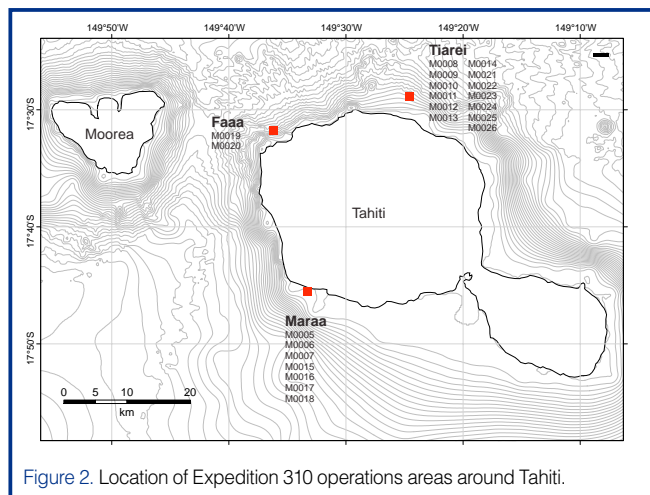 149°50'W 149°40'W 149°30'W 149°20'W 149°10'W
Tiarei
M0008 M0014
M0009 M0021
M0010 M0022
M0011 M0023
M0012 M0024
M0013 M0025
M0026
17°30'S
Moorea
Faaa
M0019
M0020
Tahiti
17°40'S
Maraa
M0005
M0006
M0007
M0015
M0016
M0017
M0018
17°50'S
0 5 10 20
km
Figure 2. Location of Expedition 310 operations areas around Tahiti.